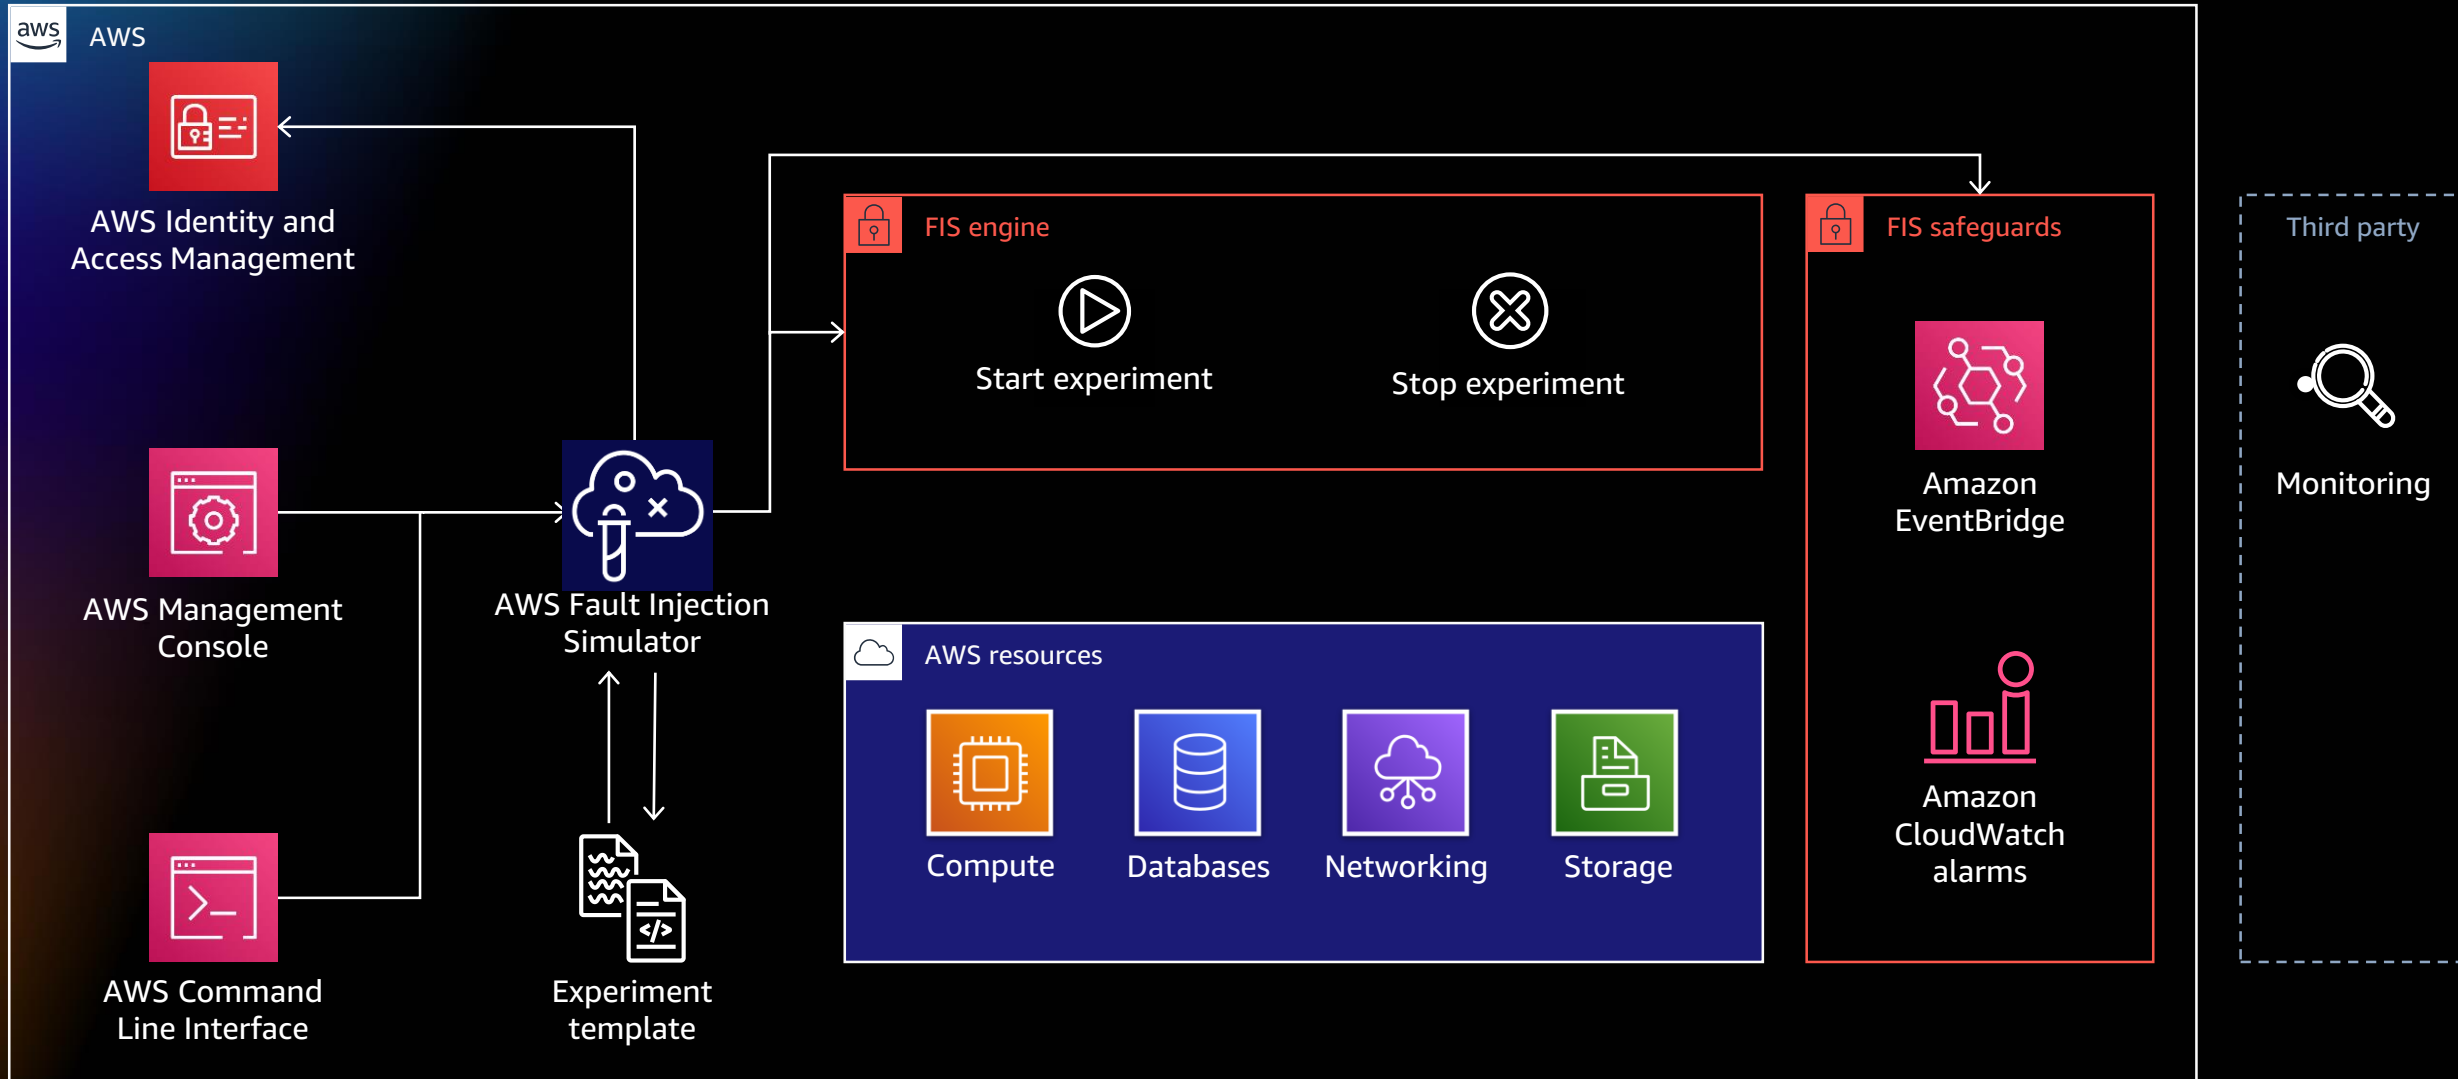 aws
AWS
AWS Identity and
Access Management
AWS Management
Console
AWS Command
Line Interface
AWS Fault Injection
Simulator
Experiment
template
FIS engine
Start experiment
Stop experiment
AWS resources
Compute
Databases
Networking
Storage
FIS safeguards
Amazon
EventBridge
Amazon
CloudWatch
alarms
Third party
Monitoring